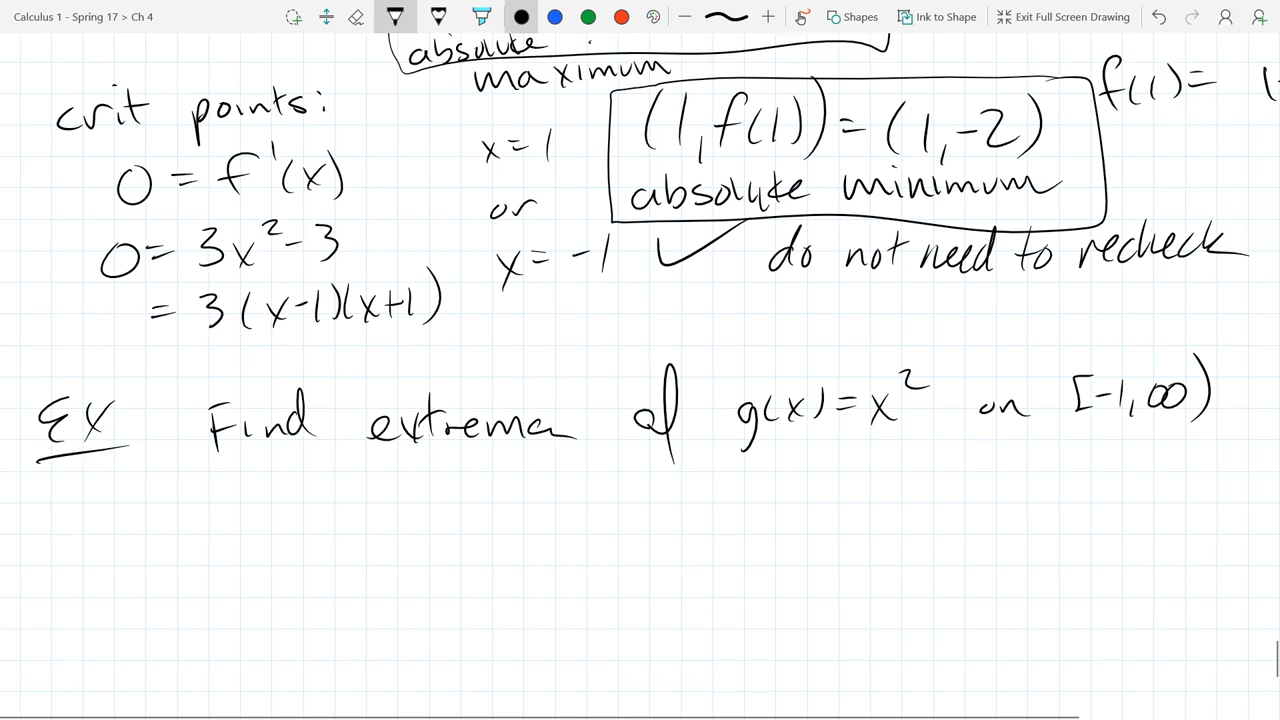 Calculus 1 - Spring 17 > Ch 4
Shapes
Ink to Shape
Exit Full Screen Drawing
absolute
maximum
crit points:
0 = f'(x)
0 = 3x² - 3
= 3(x-1)(x+1)
x = 1
or
x = -1 ✓ do not need to recheck
(1, f(1)) = (1, -2)
absolute minimum
f(1) =
Ex Find extrema of g(x) = x² on [-1, ∞)